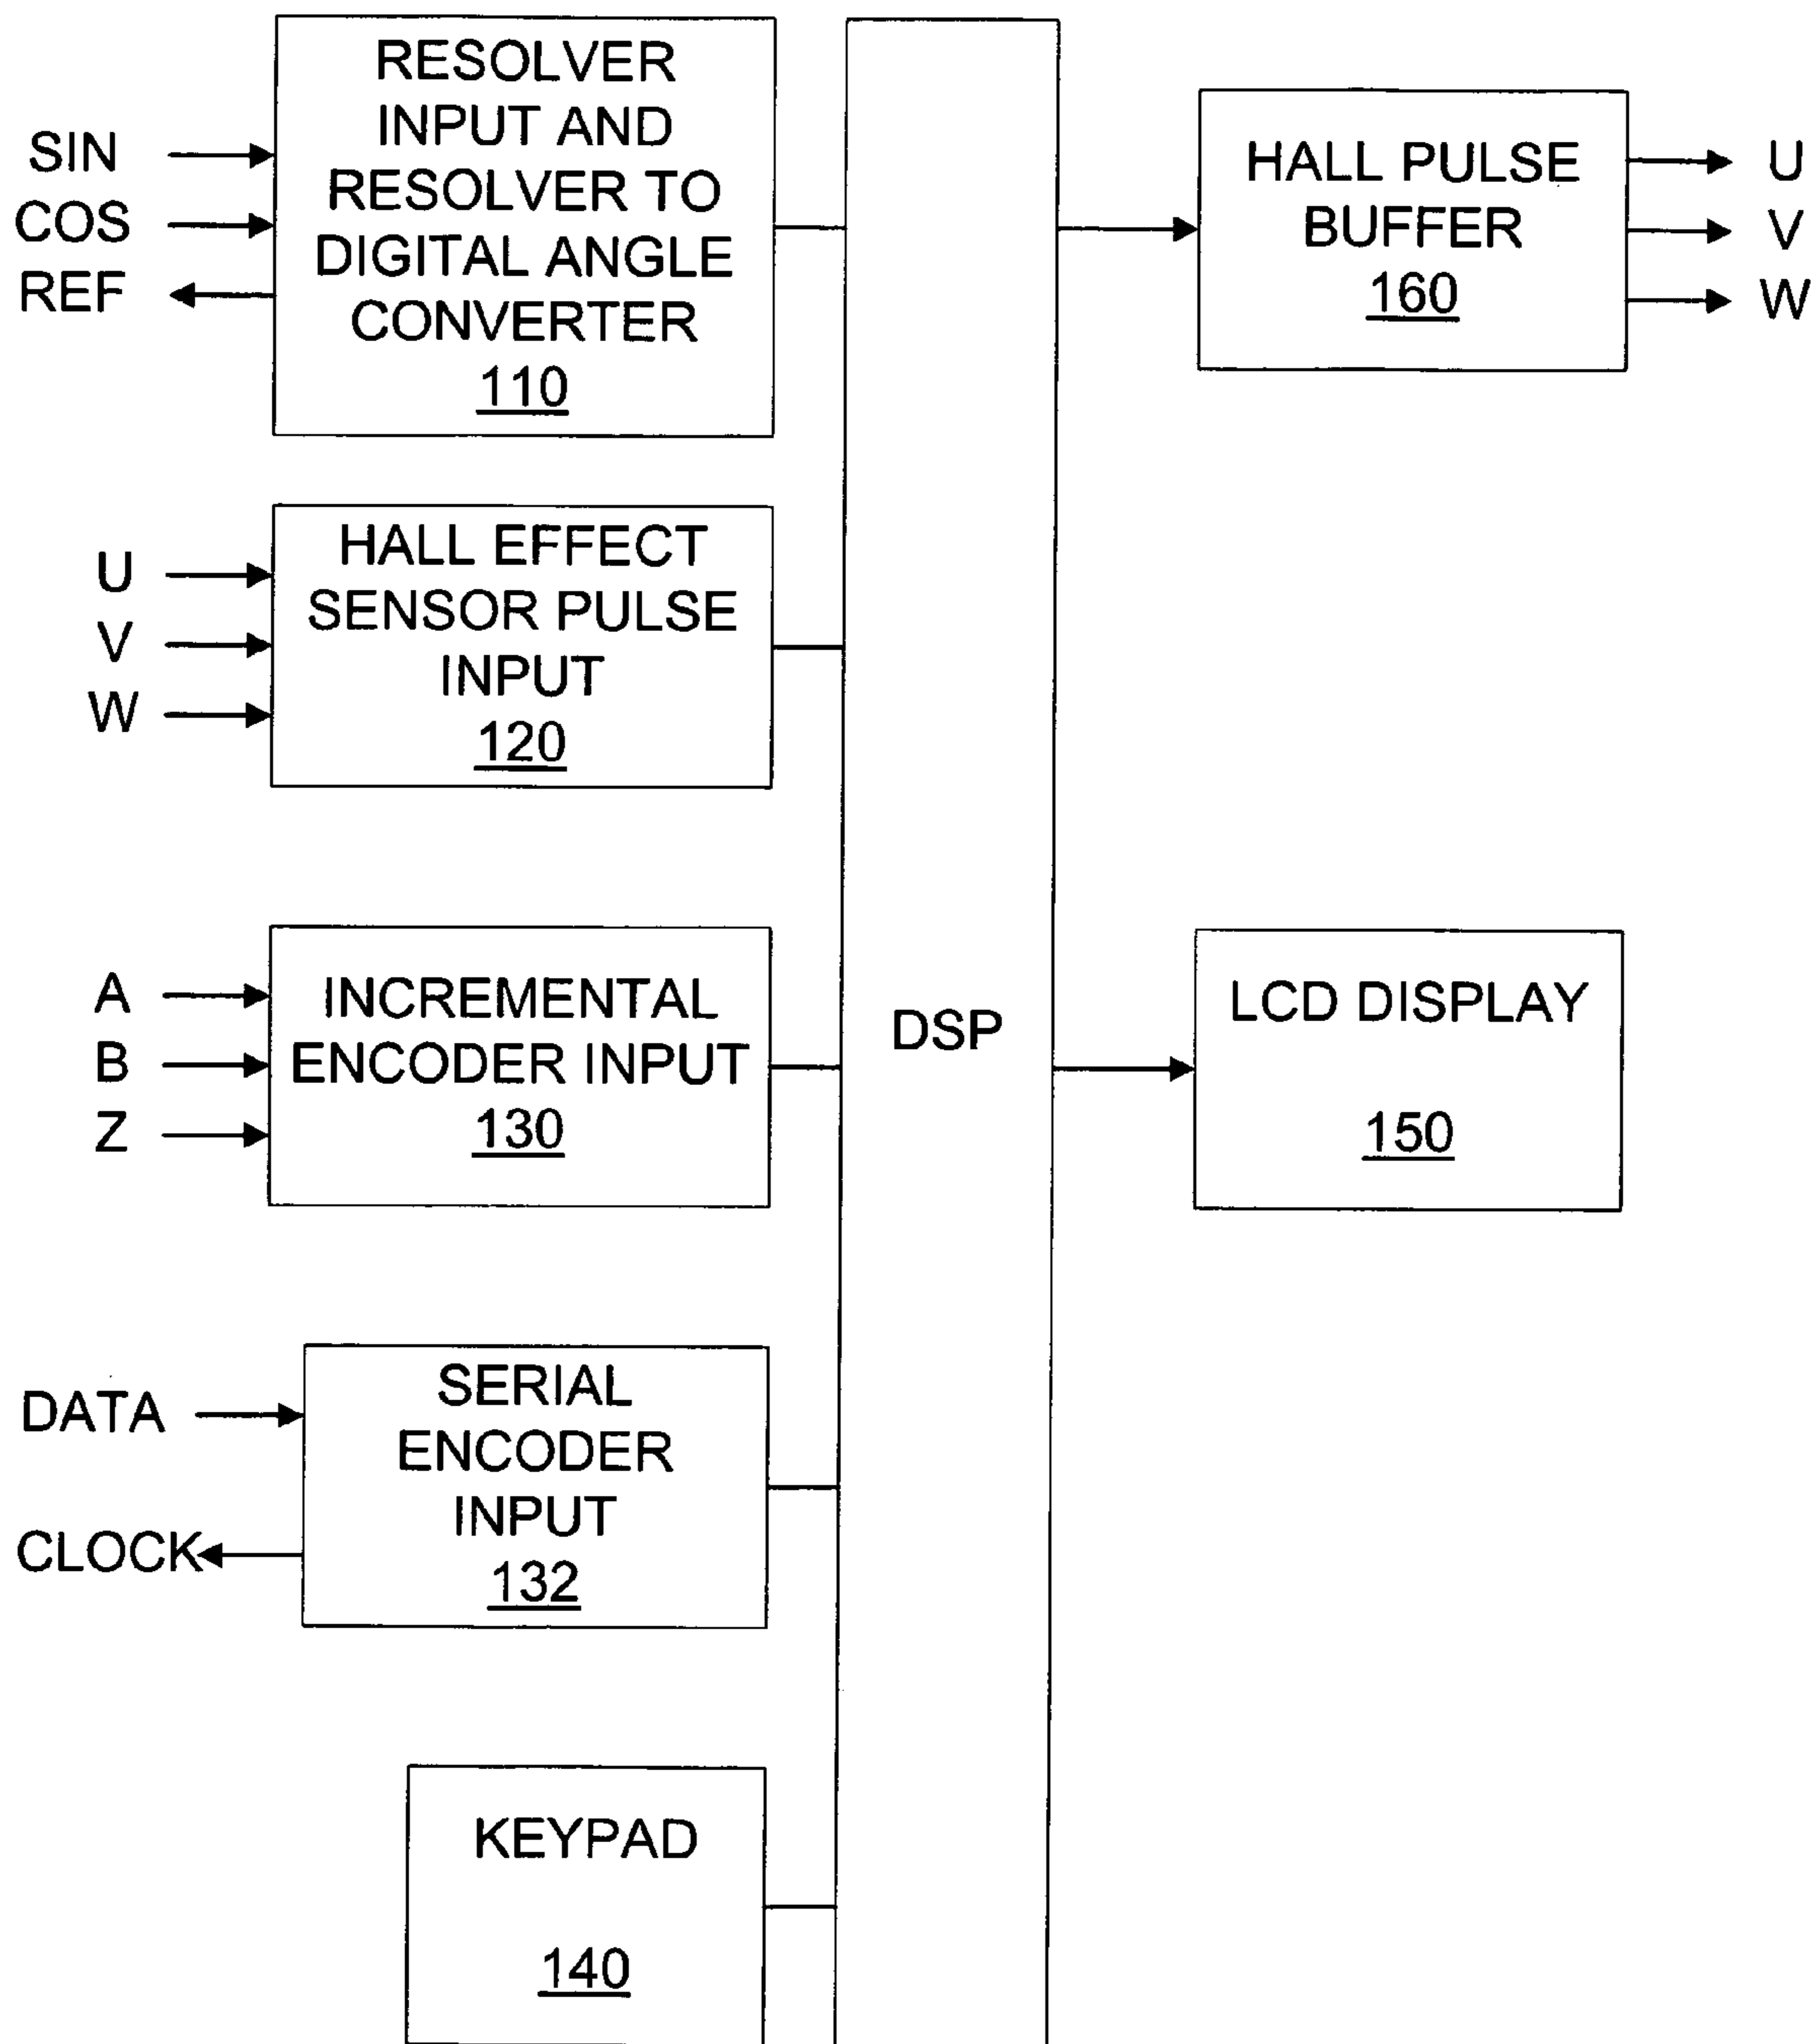 SIN
COS
REF
RESOLVER
INPUT AND
RESOLVER TO
DIGITAL ANGLE
CONVERTER
110
U
V
W
HALL EFFECT
SENSOR PULSE
INPUT
120
A
B
Z
INCREMENTAL
ENCODER INPUT
130
DATA
CLOCK
SERIAL
ENCODER
INPUT
132
KEYPAD
140
DSP
HALL PULSE
BUFFER
160
U
V
W
LCD DISPLAY
150